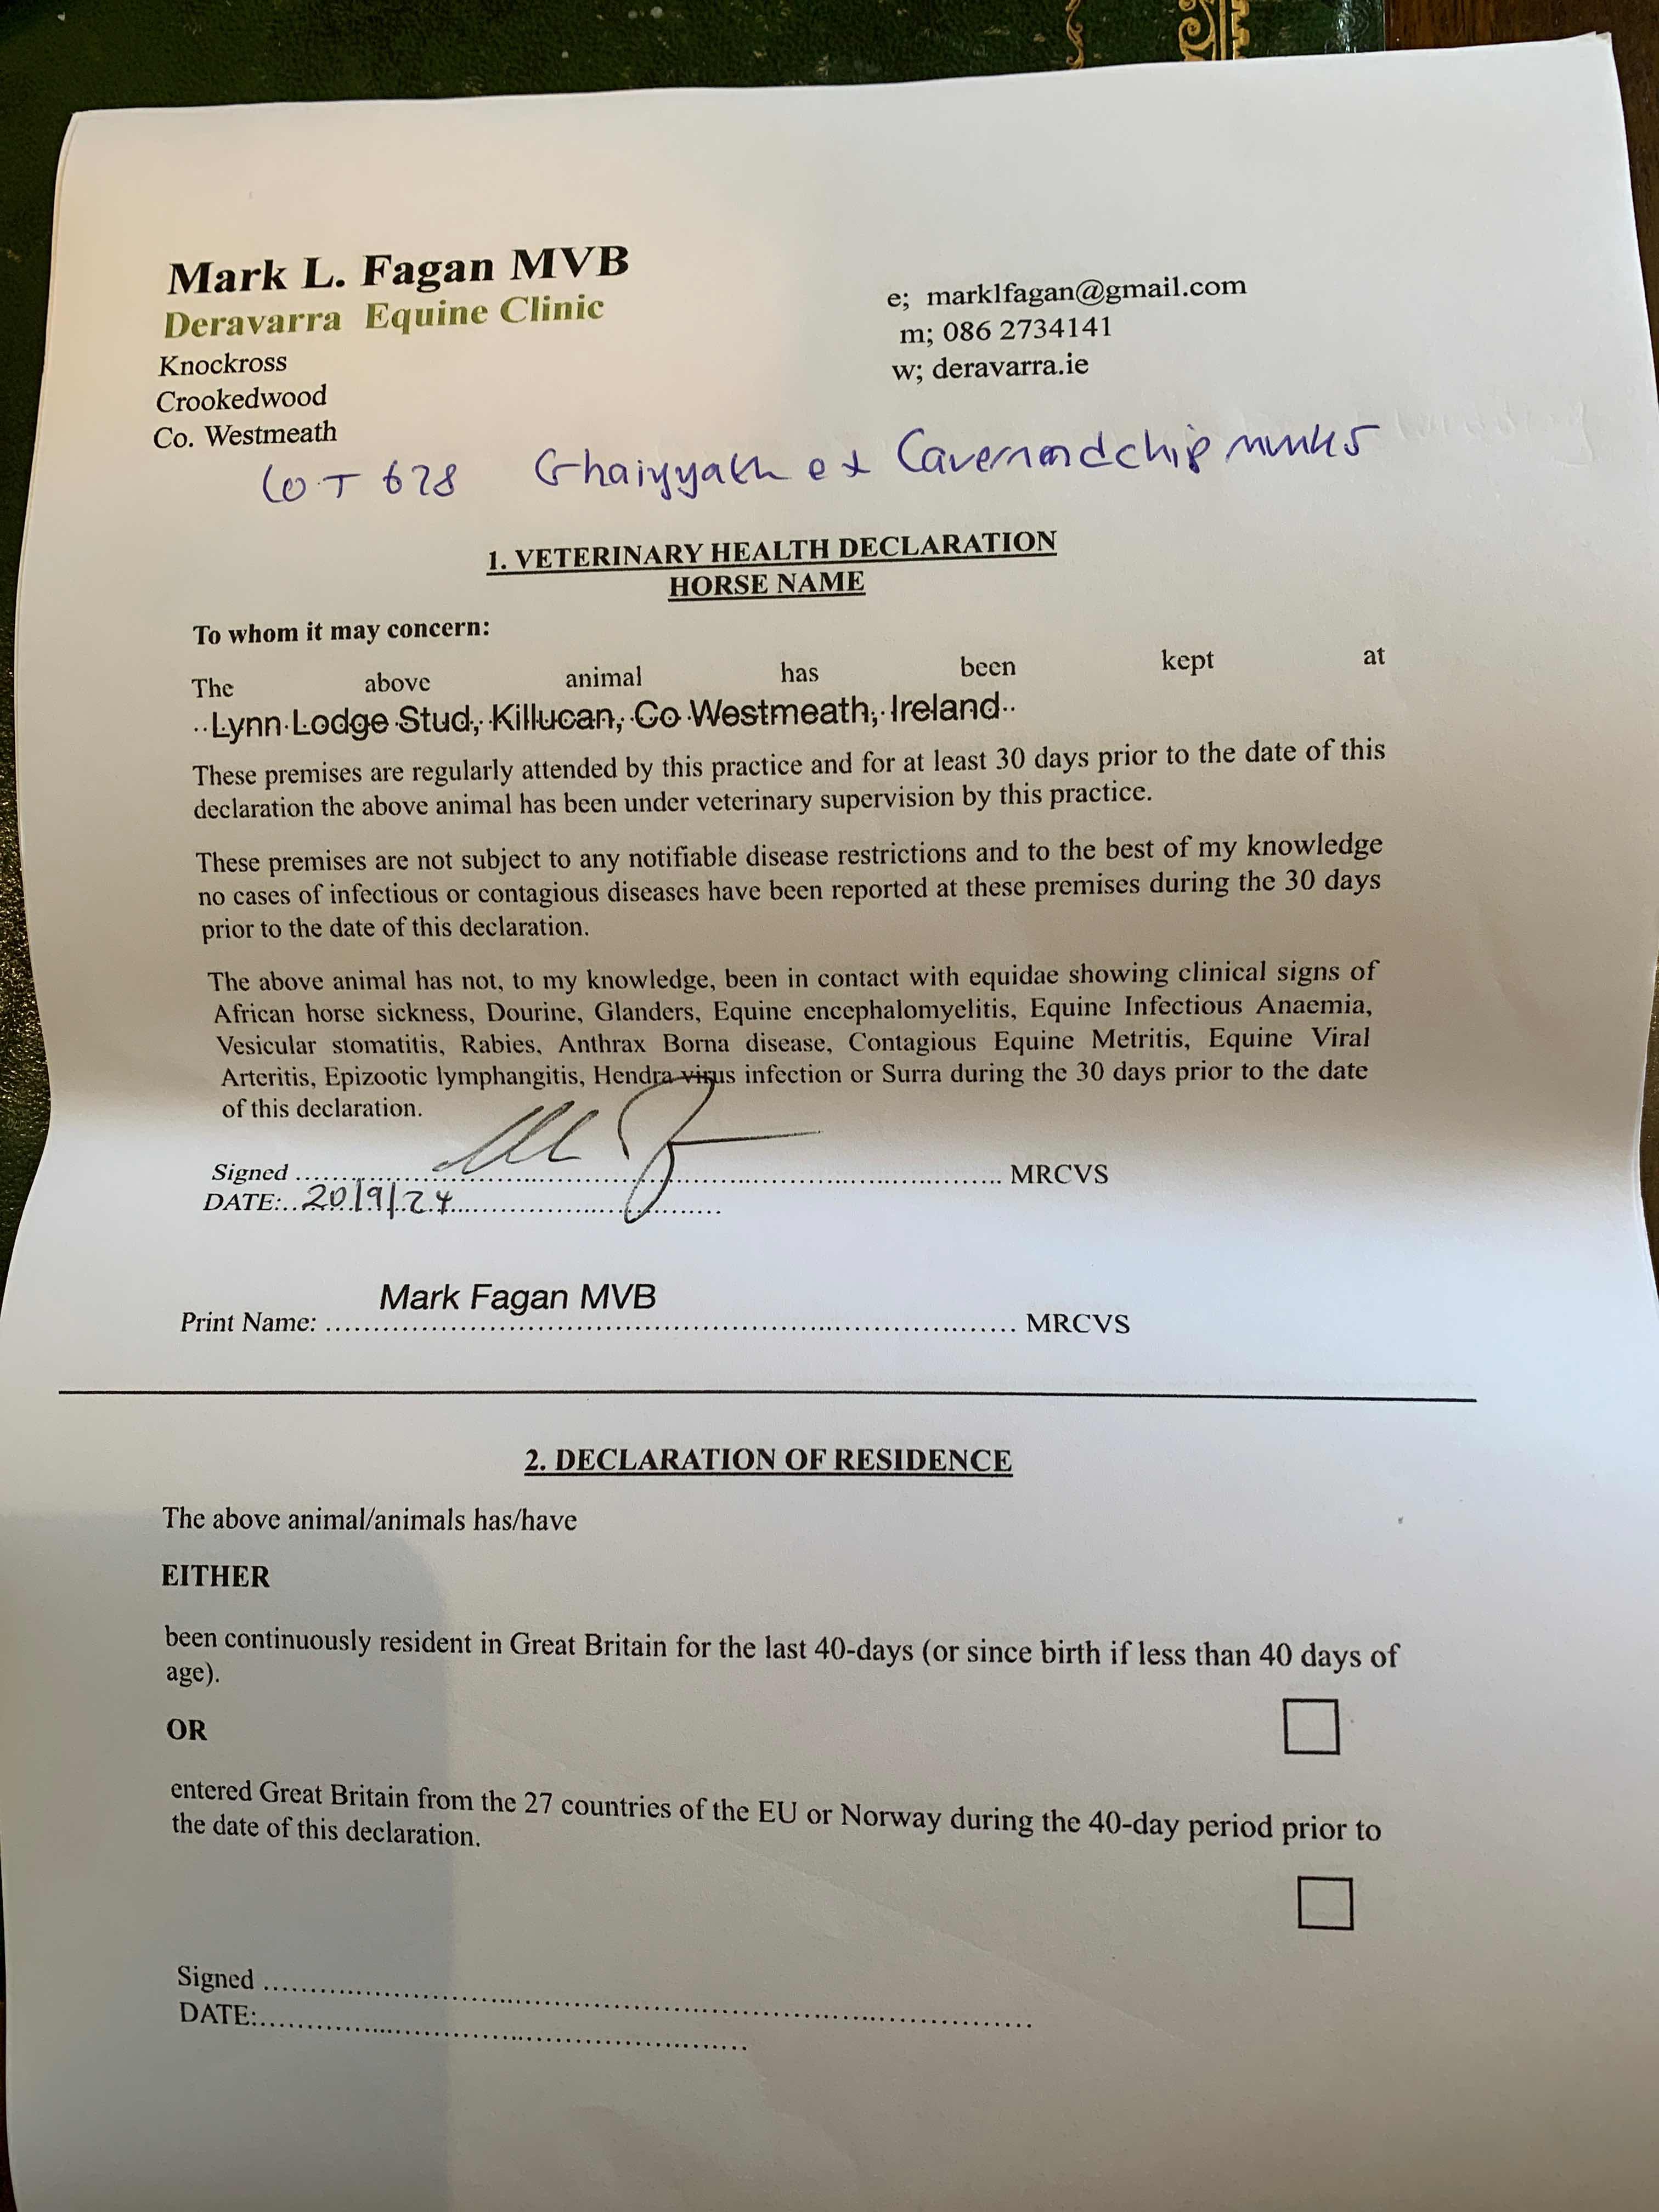 Mark L. Fagan MVB
Deravarra Equine Clinic
Knockross
Crookedwood
Co. Westmeath
e; marklfagan@gmail.com
m; 086 2734141
w; deravarra.ie
LOT 628 Ghaiyyath ex Cavernandchipmunks
1. VETERINARY HEALTH DECLARATION
HORSE NAME
To whom it may concern:
The above animal has been kept at
..Lynn Lodge Stud, Killucan, Co Westmeath, Ireland..
These premises are regularly attended by this practice and for at least 30 days prior to the date of this
declaration the above animal has been under veterinary supervision by this practice.
These premises are not subject to any notifiable disease restrictions and to the best of my knowledge
no cases of infectious or contagious diseases have been reported at these premises during the 30 days
prior to the date of this declaration.
The above animal has not, to my knowledge, been in contact with equidae showing clinical signs of
African horse sickness, Dourine, Glanders, Equine encephalomyelitis, Equine Infectious Anaemia,
Vesicular stomatitis, Rabies, Anthrax Borna disease, Contagious Equine Metritis, Equine Viral
Arteritis, Epizootic lymphangitis, Hendra virus infection or Surra during the 30 days prior to the date
of this declaration.
Signed ........................................ MRCVS
DATE:..20/9/24..............................
Mark Fagan MVB
Print Name: ........................................ MRCVS
2. DECLARATION OF RESIDENCE
The above animal/animals has/have
EITHER
been continuously resident in Great Britain for the last 40-days (or since birth if less than 40 days of
age).
OR
entered Great Britain from the 27 countries of the EU or Norway during the 40-day period prior to
the date of this declaration.
Signed ........................................
DATE:........................................